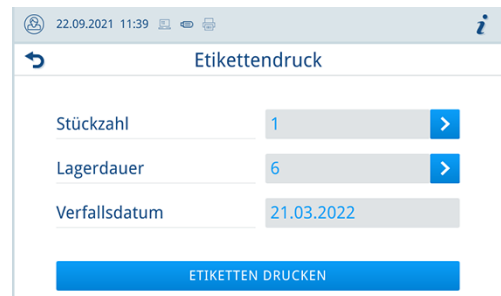 22.09.2021 11:39 i
Etikettendruck
Stückzahl 1
Lagerdauer 6
Verfallsdatum 21.03.2022
ETIKETTEN DRUCKEN